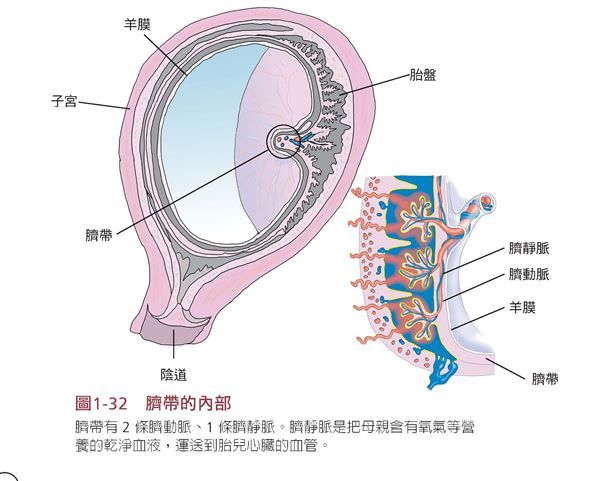 羊膜
胎盤
子宮
臍帶
臍靜脈
臍動脈
羊膜
臍帶
陰道
圖1-32 臍帶的內部
臍帶有 2 條臍動脈、1 條臍靜脈。臍靜脈是把母親含有氧氣等營
養的乾淨血液，運送到胎兒心臟的血管。